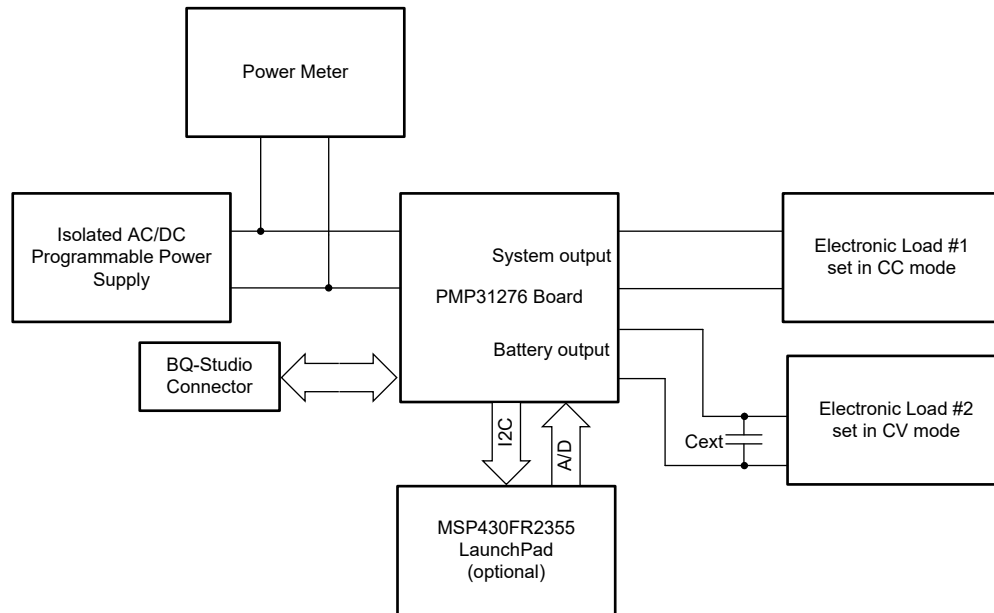 Power Meter
Isolated AC/DC
Programmable Power
Supply
System output
PMP31276 Board
Battery output
Electronic Load #1
set in CC mode
BQ-Studio
Connector
Electronic Load #2
set in CV mode
Cext
I2C
A/D
MSP430FR2355
LaunchPad
(optional)